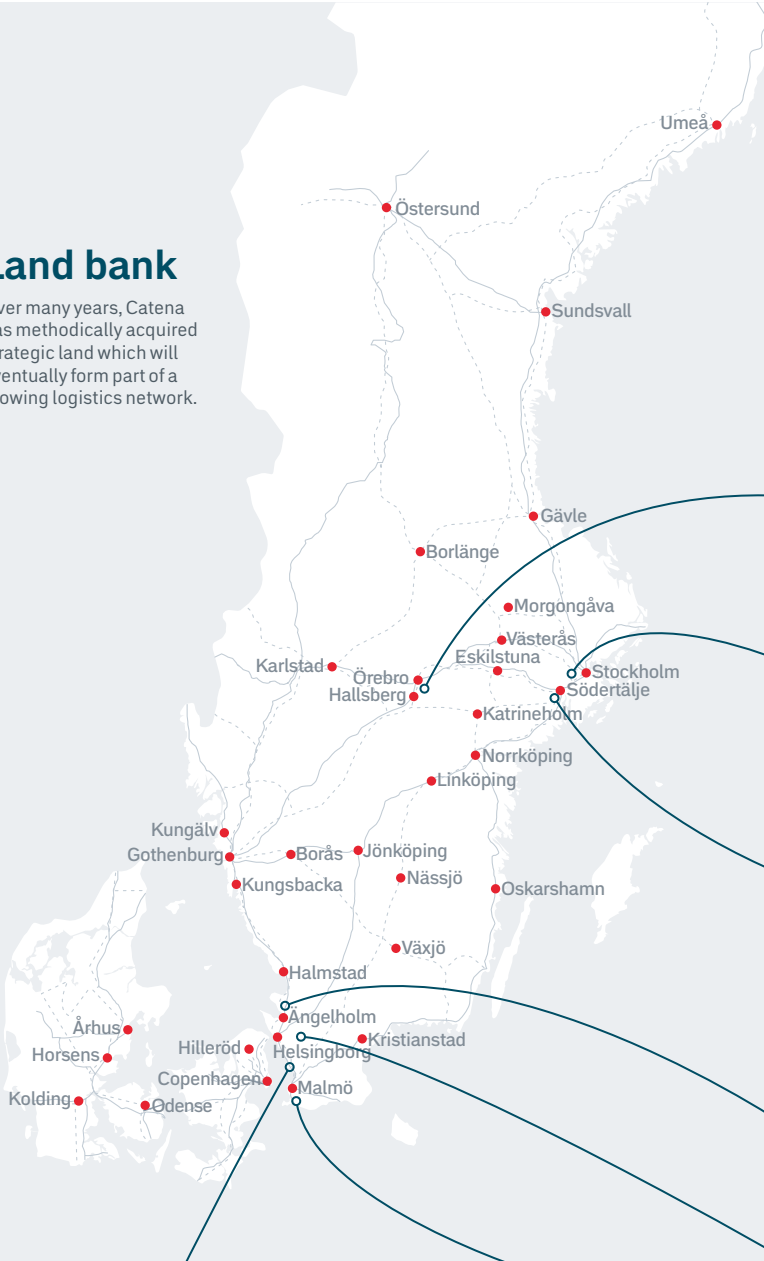 Land bank
ver many years, Catena
as methodically acquired
rategic land which will
entually form part of a
owing logistics network.
Umeå
Östersund
Sundsvall
Gävle
Borlänge
Morgongåva
Västerås
Eskilstuna
Karlstad
Örebro
Hallsberg
Stockholm
Södertälje
Katrineholm
Norrköping
Linköping
Kungälv
Gothenburg
Borås
Jönköping
Kungsbacka
Nässjö
Oskarshamn
Växjö
Halmstad
Ängelholm
Århus
Hilleröd
Kristianstad
Horsens
Helsingborg
Copenhagen
Malmö
Kolding
Odense